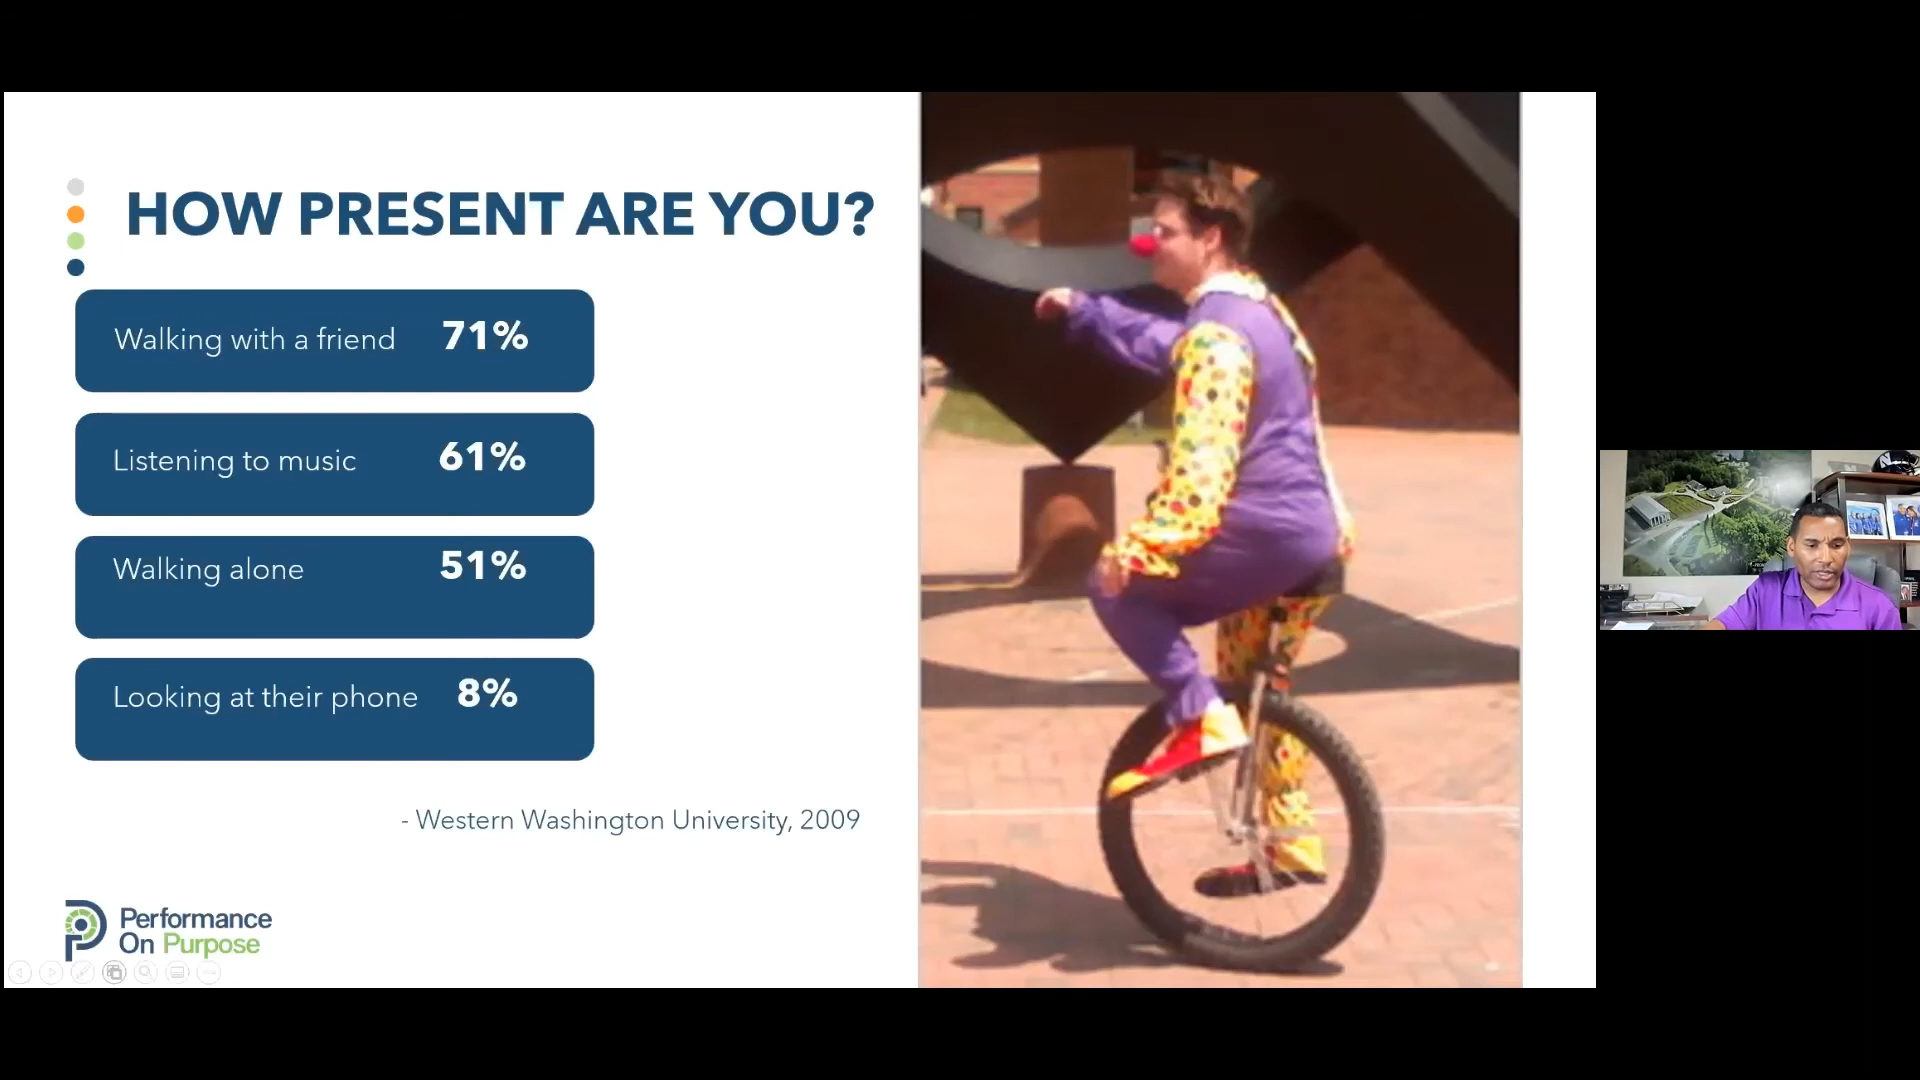 HOW PRESENT ARE YOU?
Walking with a friend 71%
Listening to music 61%
Walking alone 51%
Looking at their phone 8%
- Western Washington University, 2009
Performance
On Purpose
N